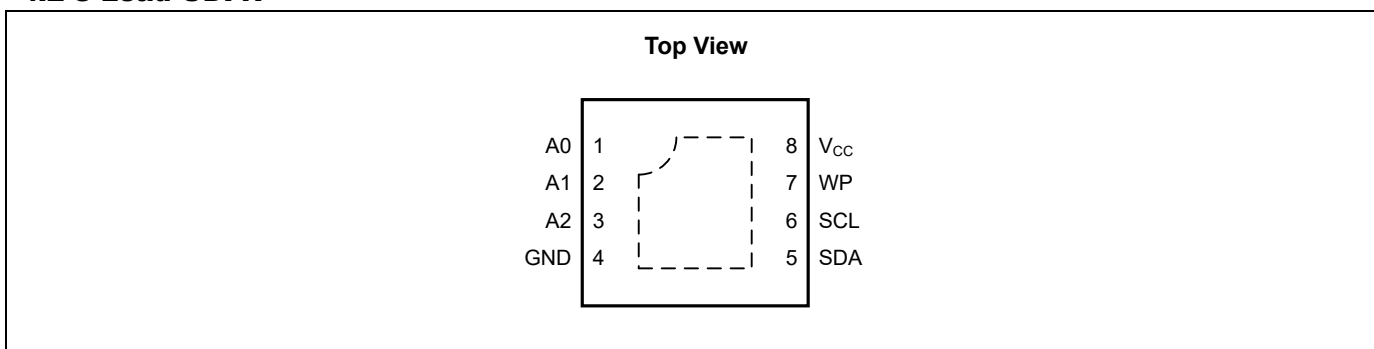 Top View
A0 1 8 VCC
A1 2 7 WP
A2 3 6 SCL
GND 4 5 SDA